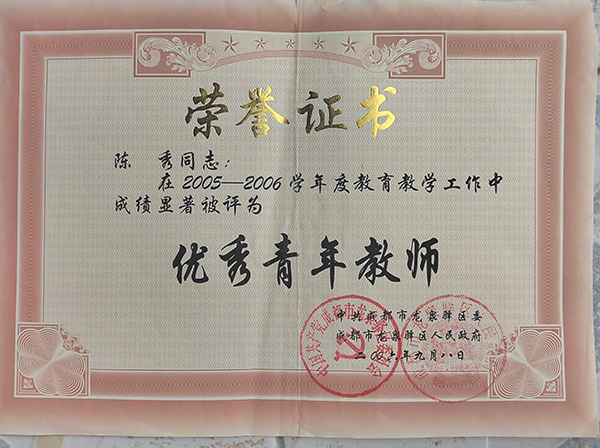 荣誉证书
陈 秀同志：
在2005—2006学年度教育教学工作中
成绩显著被评为
优秀青年教师
中共成都市龙泉驿区委
成都市龙泉驿区人民政府
二00六年九月八日